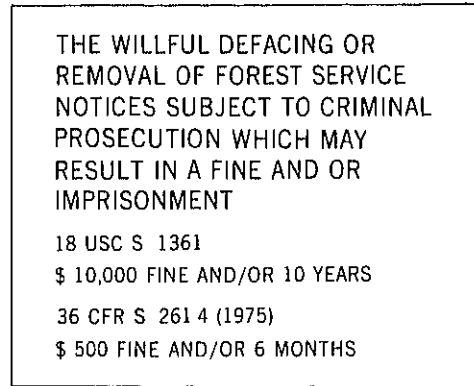 THE WILLFUL DEFACING OR
REMOVAL OF FOREST SERVICE
NOTICES SUBJECT TO CRIMINAL
PROSECUTION WHICH MAY
RESULT IN A FINE AND OR
IMPRISONMENT
18 USC S 1361
$ 10,000 FINE AND/OR 10 YEARS
36 CFR S 261 4 (1975)
$ 500 FINE AND/OR 6 MONTHS